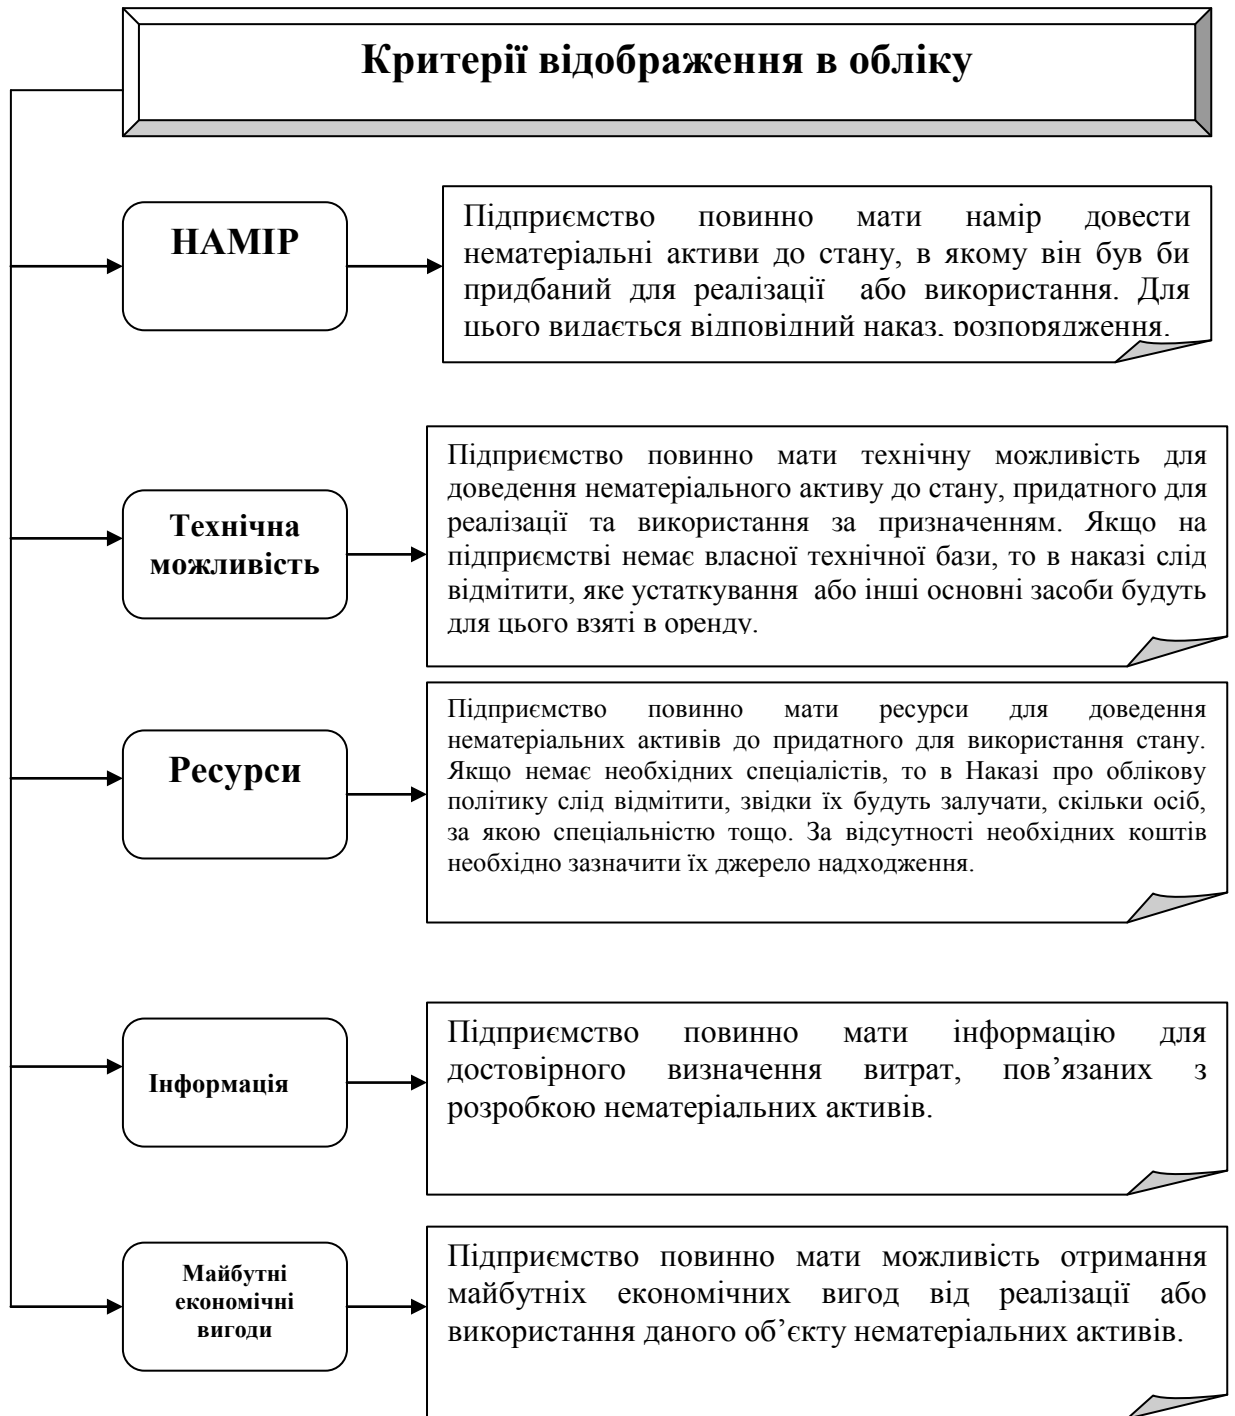 Критерії відображення в обліку
НАМІР
Підприємство повинно мати намір довести
нематеріальні активи до стану, в якому він був би
придбаний для реалізації або використання. Для
цього видається відповідний наказ, розпорядження.
Технічна
можливість
Підприємство повинно мати технічну можливість для
доведення нематеріального активу до стану, придатного для
реалізації та використання за призначенням. Якщо на
підприємстві немає власної технічної бази, то в наказі слід
відмітити, яке устаткування або інші основні засоби будуть
для цього взяті в оренду.
Ресурси
Підприємство повинно мати ресурси для доведення
нематеріальних активів до придатного для використання стану.
Якщо немає необхідних спеціалістів, то в Наказі про облікову
політику слід відмітити, звідки їх будуть залучати, скільки осіб,
за якою спеціальністю тощо. За відсутності необхідних коштів
необхідно зазначити їх джерело надходження.
Інформація
Підприємство повинно мати інформацію для
достовірного визначення витрат, пов’язаних з
розробкою нематеріальних активів.
Майбутні
економічні
вигоди
Підприємство повинно мати можливість отримання
майбутніх економічних вигод від реалізації або
використання даного об’єкту нематеріальних активів.